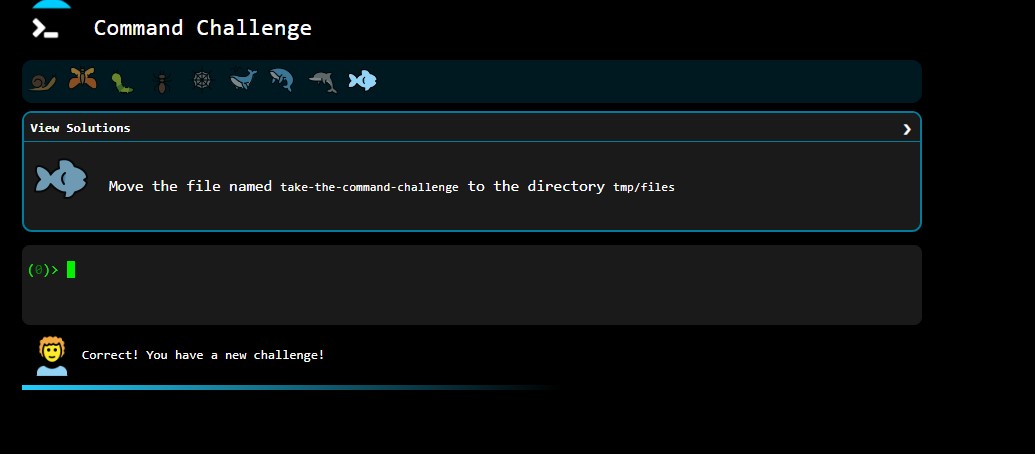 Command Challenge
View Solutions
Move the file named take-the-command-challenge to the directory tmp/files
(0)>
Correct! You have a new challenge!